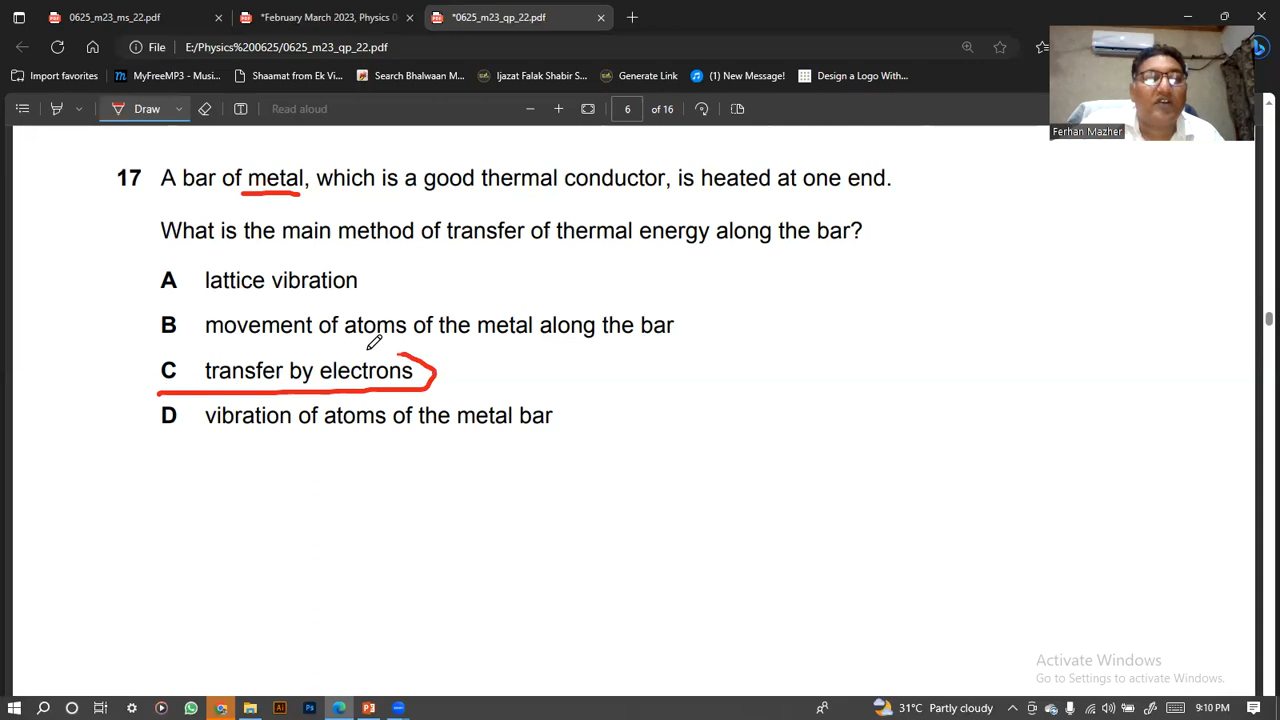 0625_m23_ms_22.pdf
*February March 2023, Physics 0
*0625_m23_qp_22.pdf
File
E:/Physics%200625/0625_m23_qp_22.pdf
Import favorites
MyFreeMP3 - Musi...
Shaamat from Ek Vi...
Search Bhalwaan M...
Ijazat Falak Shabir S...
Generate Link
(1) New Message!
Design a Logo With...
Draw
Read aloud
6 of 16
Ferhan Mazher
17 A bar of metal, which is a good thermal conductor, is heated at one end.
What is the main method of transfer of thermal energy along the bar?
A lattice vibration
B movement of atoms of the metal along the bar
C transfer by electrons
D vibration of atoms of the metal bar
Activate Windows
Go to Settings to activate Windows.
31°C Partly cloudy
9:10 PM